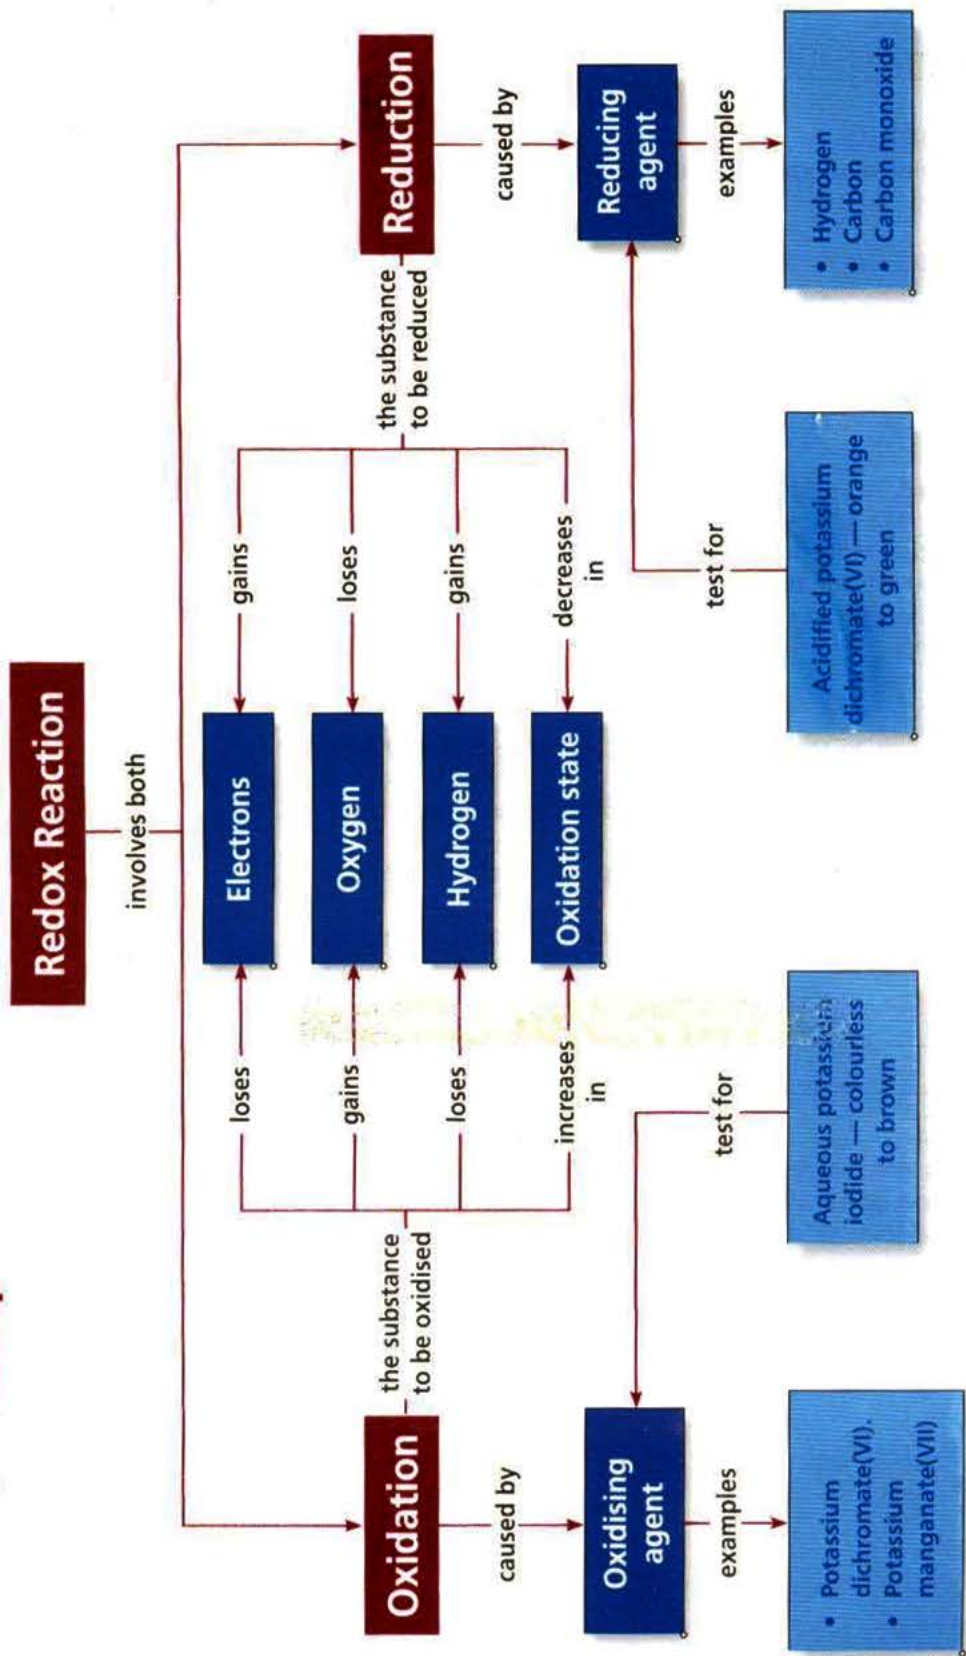 Redox Reaction
involves both
Oxidation
the substance
to be oxidised
loses
gains
loses
increases
in
Electrons
Oxygen
Hydrogen
Oxidation state
gains
loses
gains
decreases
in
the substance
to be reduced
Reduction
caused by
Oxidising
agent
examples
• Potassium
dichromate(VI).
• Potassium
manganate(VII)
test for
Aqueous potassium
iodide — colourless
to brown
caused by
Reducing
agent
examples
• Hydrogen
• Carbon
• Carbon monoxide
test for
Acidified potassium
dichromate(VI) — orange
to green